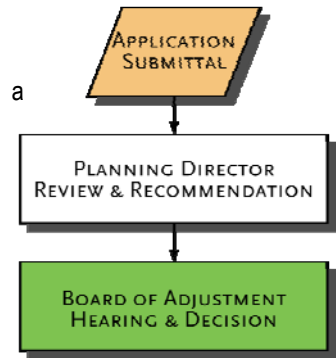 APPLICATION
SUBMITTAL
a
PLANNING DIRECTOR
REVIEW & RECOMMENDATION
BOARD OF ADJUSTMENT
HEARING & DECISION